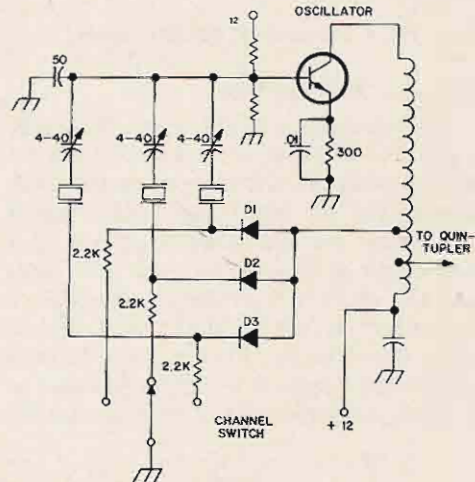 OSCILLATOR
12
50
4-40
4-40
4-40
.01
300
D1
TO QUIN-
TUPLER
2.2K
D2
2.2K
D3
2.2K
CHANNEL
SWITCH
+ 12